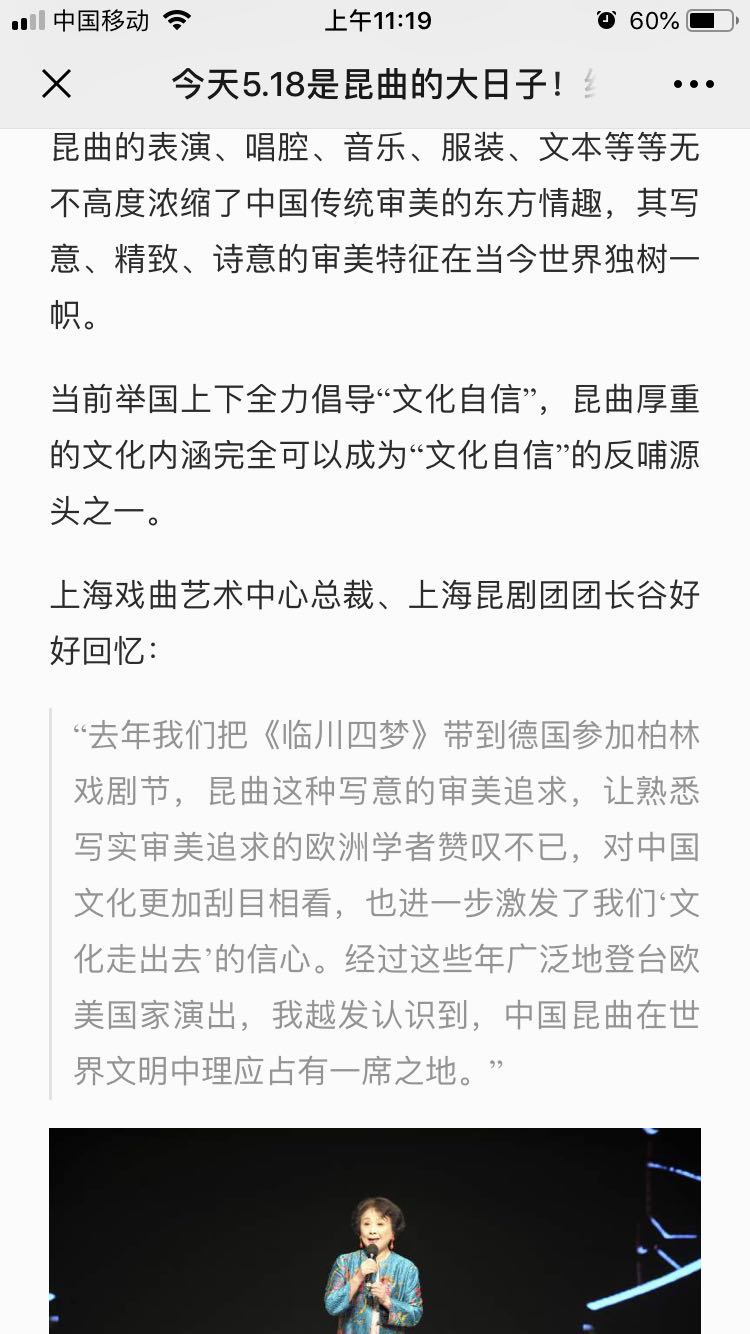 中国移动
上午11:19
60%
今天5.18是昆曲的大日子！
昆曲的表演、唱腔、音乐、服装、文本等等无
不高度浓缩了中国传统审美的东方情趣，其写
意、精致、诗意的审美特征在当今世界独树一
帜。
当前举国上下全力倡导“文化自信”，昆曲厚重
的文化内涵完全可以成为“文化自信”的反哺源
头之一。
上海戏曲艺术中心总裁、上海昆剧团团长谷好
好回忆：
“去年我们把《临川四梦》带到德国参加柏林
戏剧节，昆曲这种写意的审美追求，让熟悉
写实审美追求的欧洲学者赞叹不已，对中国
文化更加刮目相看，也进一步激发了我们‘文
化走出去’的信心。经过这些年广泛地登台欧
美国家演出，我越发认识到，中国昆曲在世
界文明中理应占有一席之地。”